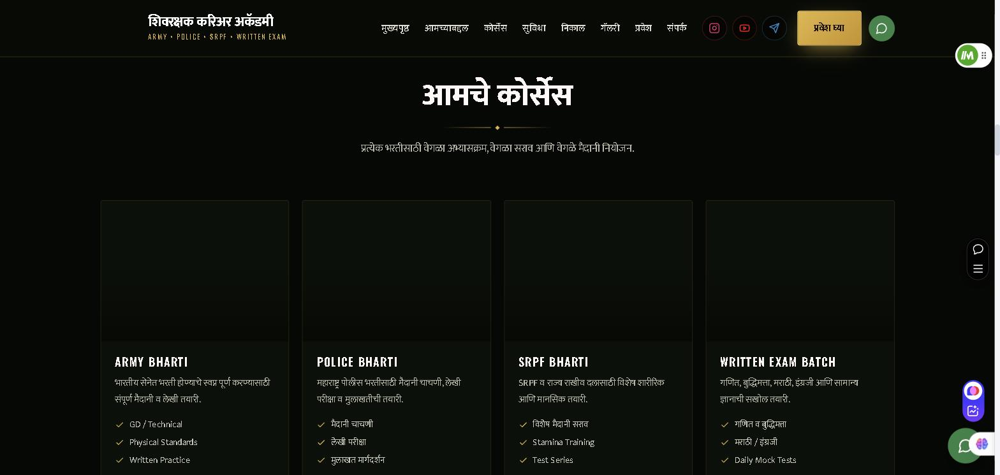 शिवरक्षक करिअर अकॅडमी
ARMY • POLICE • SRPF • WRITTEN EXAM
मुख्यपृष्ठ आमच्याबद्दल कोर्सेस सुविधा निकाल गॅलरी प्रवेश संपर्क प्रवेश घ्या
आमचे कोर्सेस
प्रत्येक भरतीसाठी वेगळा अभ्यासक्रम, वेगळा सराव आणि वेगळे मैदानी नियोजन.
ARMY BHARTI
भारतीय सेनेत भरती होण्याचे स्वप्न पूर्ण करण्यासाठी
संपूर्ण मैदानी व लेखी तयारी.
GD / Technical
Physical Standards
Written Practice
POLICE BHARTI
महाराष्ट्र पोलीस भरतीसाठी मैदानी चाचणी, लेखी
परीक्षा व मुलाखतीची तयारी.
मैदानी चाचणी
लेखी परीक्षा
मुलाखत मार्गदर्शन
SRPF BHARTI
SRPF व राज्य राखीव दलासाठी विशेष शारीरिक
आणि मानसिक तयारी.
विशेष मैदानी सराव
Stamina Training
Test Series
WRITTEN EXAM BATCH
गणित, बुद्धिमत्ता, मराठी, इंग्रजी आणि सामान्य
ज्ञानाची सखोल तयारी.
गणित व बुद्धिमत्ता
मराठी / इंग्रजी
Daily Mock Tests